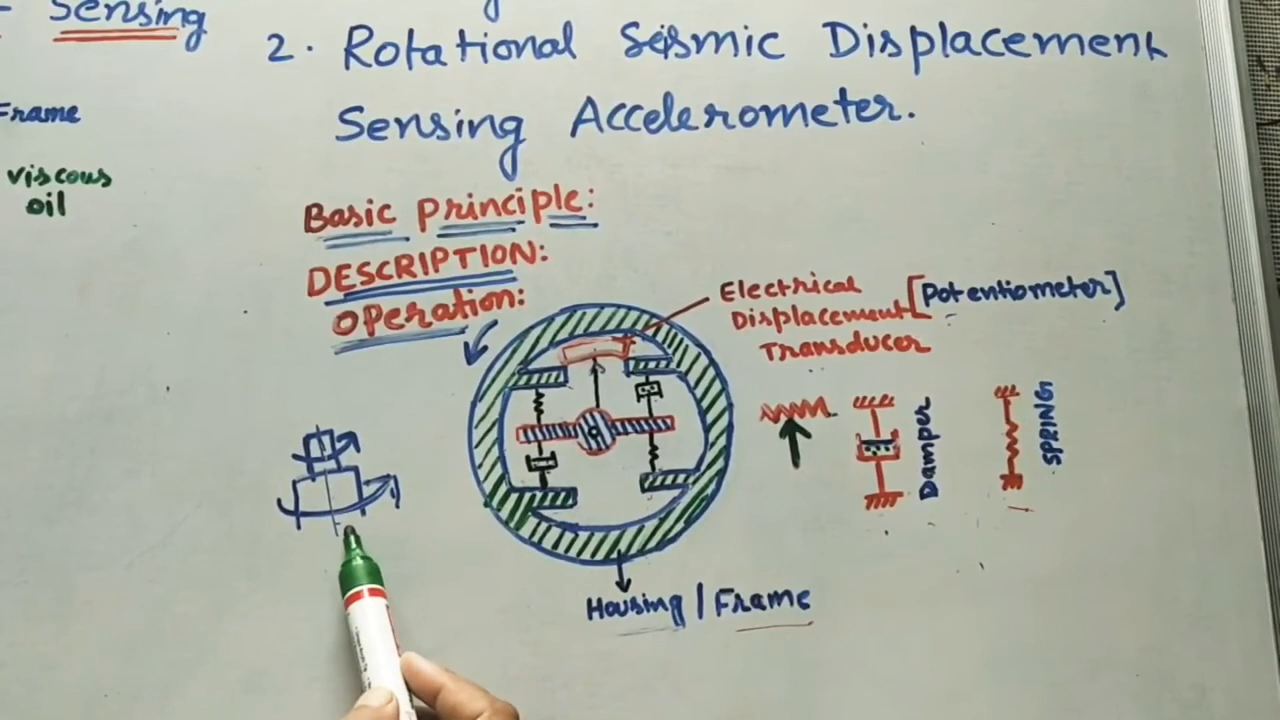 Sensing
Frame
viscous
oil
2. Rotational Seismic Displacement
Sensing Accelerometer.
Basic principle:
DESCRIPTION:
Operation:
Electrical
Displacement
Transducer
[Potentiometer]
Damper
SPRING
Housing / Frame